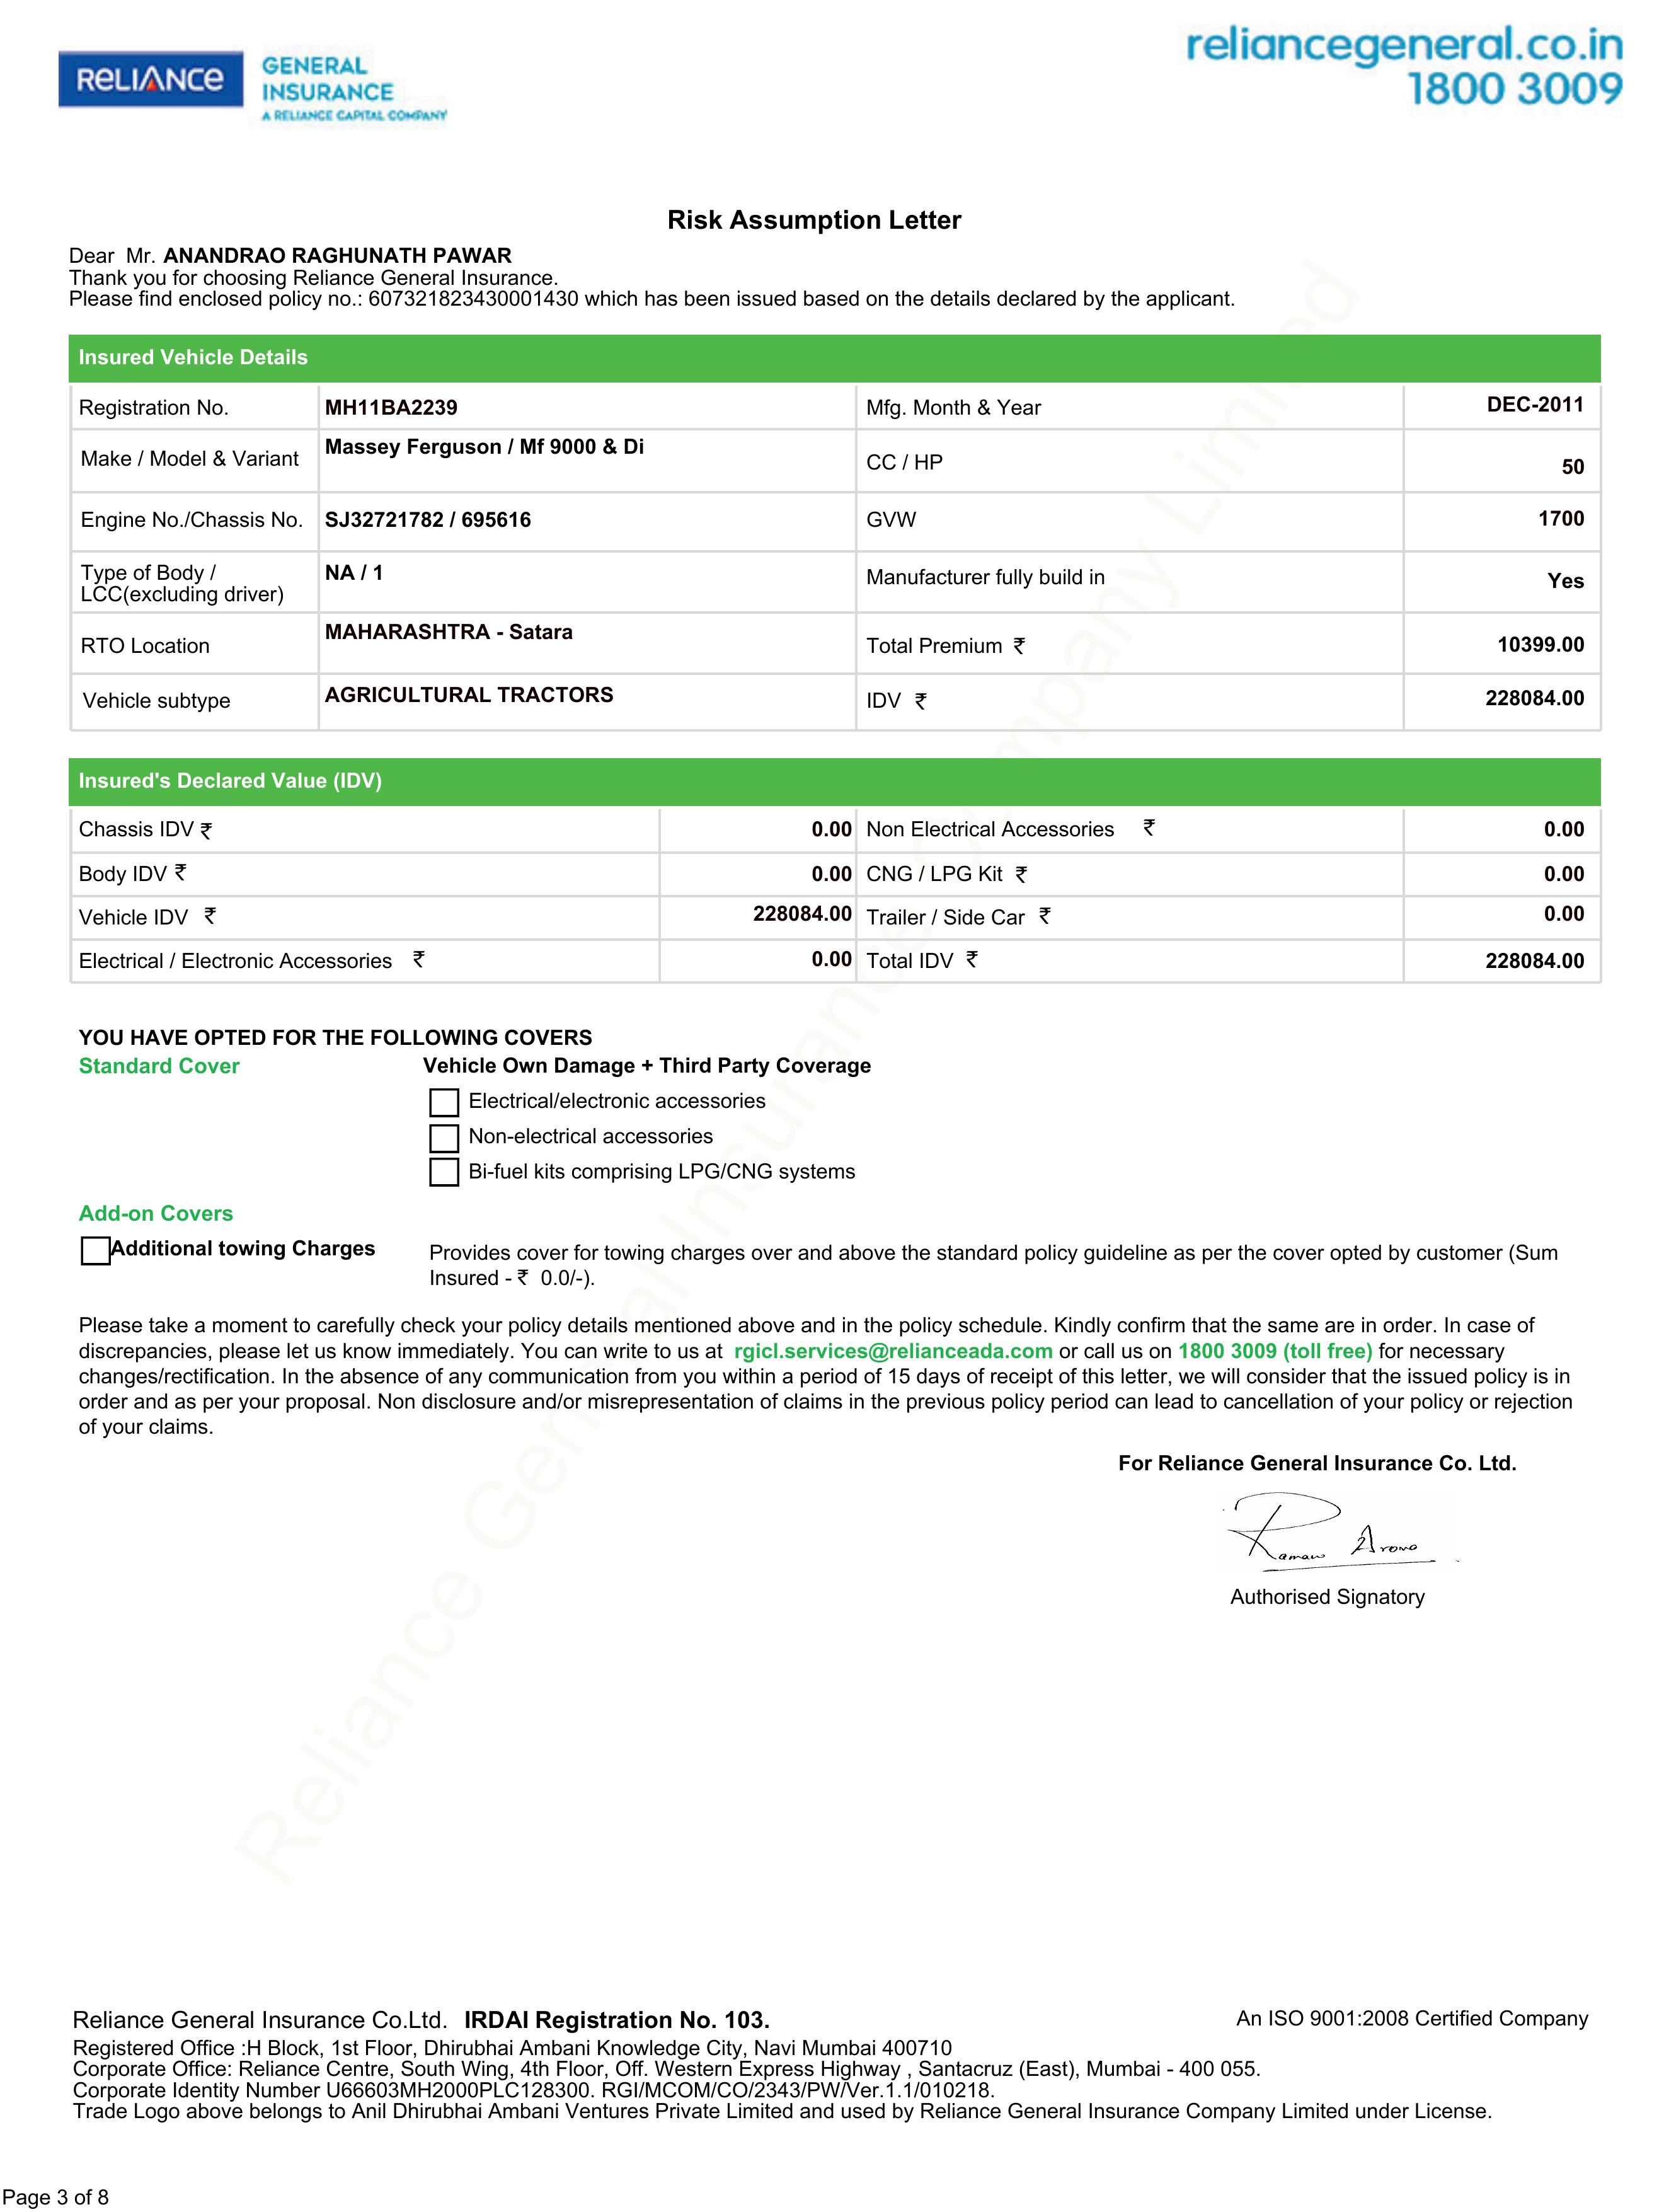 RELIANCE GENERAL
INSURANCE
A RELIANCE CAPITAL COMPANY
reliancegeneral.co.in
1800 3009
Risk Assumption Letter
Dear Mr. ANANDRAO RAGHUNATH PAWAR
Thank you for choosing Reliance General Insurance.
Please find enclosed policy no.: 607321823430001430 which has been issued based on the details declared by the applicant.
Insured Vehicle Details
Registration No. MH11BA2239 Mfg. Month & Year DEC-2011
Make / Model & Variant Massey Ferguson / Mf 9000 & Di CC / HP 50
Engine No./Chassis No. SJ32721782 / 695616 GVW 1700
Type of Body /
LCC(excluding driver) NA / 1 Manufacturer fully build in Yes
RTO Location MAHARASHTRA - Satara Total Premium ₹ 10399.00
Vehicle subtype AGRICULTURAL TRACTORS IDV ₹ 228084.00
Insured's Declared Value (IDV)
Chassis IDV ₹ 0.00 Non Electrical Accessories ₹ 0.00
Body IDV ₹ 0.00 CNG / LPG Kit ₹ 0.00
Vehicle IDV ₹ 228084.00 Trailer / Side Car ₹ 0.00
Electrical / Electronic Accessories ₹ 0.00 Total IDV ₹ 228084.00
YOU HAVE OPTED FOR THE FOLLOWING COVERS
Standard Cover Vehicle Own Damage + Third Party Coverage
Electrical/electronic accessories
Non-electrical accessories
Bi-fuel kits comprising LPG/CNG systems
Add-on Covers
Additional towing Charges Provides cover for towing charges over and above the standard policy guideline as per the cover opted by customer (Sum
Insured - ₹ 0.0/-).
Please take a moment to carefully check your policy details mentioned above and in the policy schedule. Kindly confirm that the same are in order. In case of
discrepancies, please let us know immediately. You can write to us at rgicl.services@relianceada.com or call us on 1800 3009 (toll free) for necessary
changes/rectification. In the absence of any communication from you within a period of 15 days of receipt of this letter, we will consider that the issued policy is in
order and as per your proposal. Non disclosure and/or misrepresentation of claims in the previous policy period can lead to cancellation of your policy or rejection
of your claims.
For Reliance General Insurance Co. Ltd.
Raman Arora
Authorised Signatory
Reliance General Insurance Company Limited
Reliance General Insurance Co.Ltd. IRDAI Registration No. 103. An ISO 9001:2008 Certified Company
Registered Office :H Block, 1st Floor, Dhirubhai Ambani Knowledge City, Navi Mumbai 400710
Corporate Office: Reliance Centre, South Wing, 4th Floor, Off. Western Express Highway , Santacruz (East), Mumbai - 400 055.
Corporate Identity Number U66603MH2000PLC128300. RGI/MCOM/CO/2343/PW/Ver.1.1/010218.
Trade Logo above belongs to Anil Dhirubhai Ambani Ventures Private Limited and used by Reliance General Insurance Company Limited under License.
Page 3 of 8